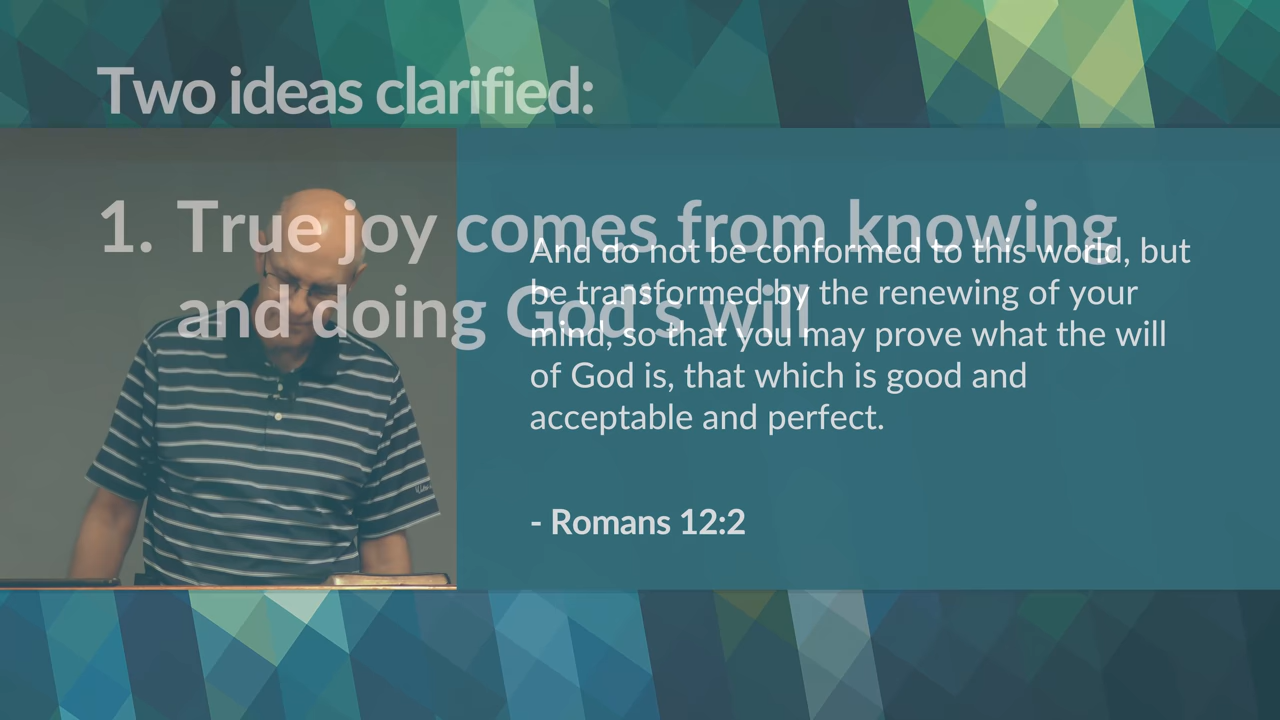 Two ideas clarified:
1. True joy comes from knowing
and doing God's will
And do not be conformed to this world, but
be transformed by the renewing of your
mind, so that you may prove what the will
of God is, that which is good and
acceptable and perfect.
- Romans 12:2